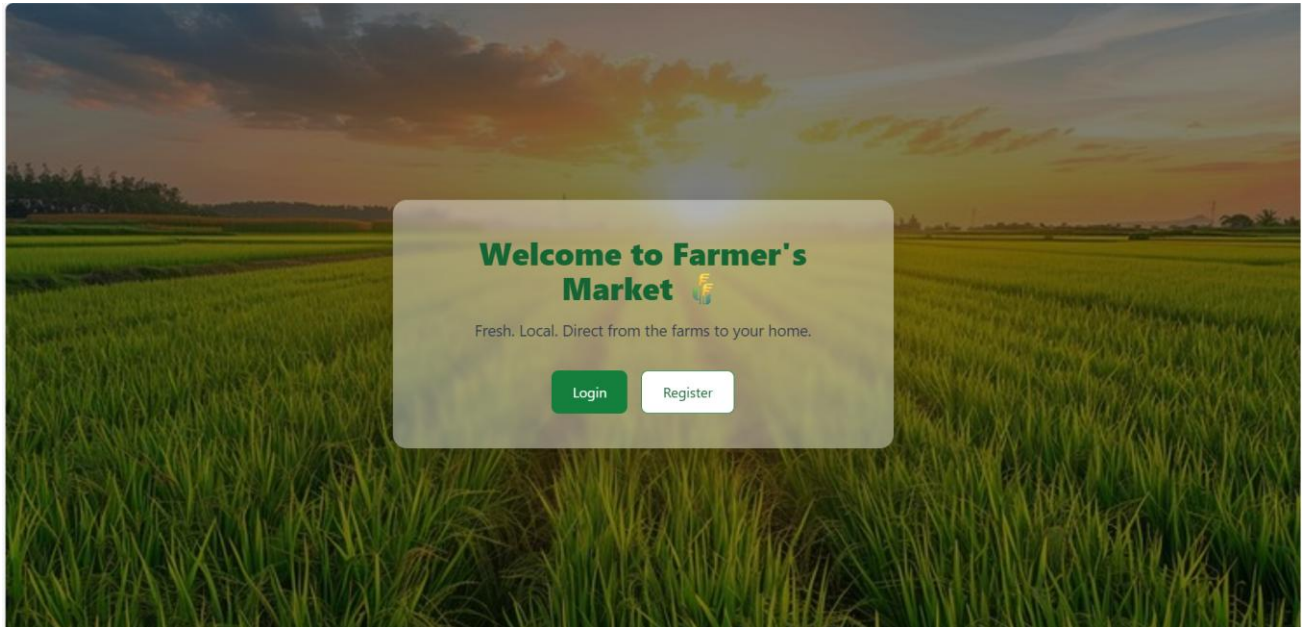 Welcome to Farmer's
Market 🌾
Fresh. Local. Direct from the farms to your home.
Login
Register